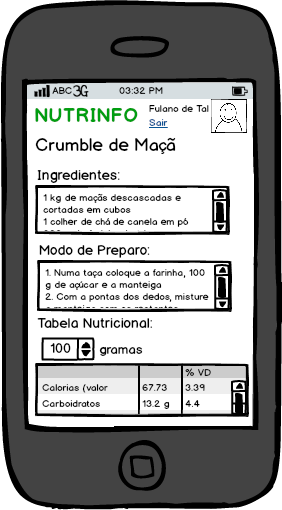 ABC 3G 03:32 PM
NUTRINFO
Fulano de Tal
Sair
Crumble de Maçã
Ingredientes:
1 kg de maçãs descascadas e
cortadas em cubos
1 colher de chá de canela em pó
Modo de Preparo:
1. Numa taça coloque a farinha, 100
g de açúcar e a manteiga
2. Com a pontas dos dedos, misture
Tabela Nutricional:
100 gramas
% VD
Calorias (valor 67.73 3.39
Carboidratos 13.2 g 4.4